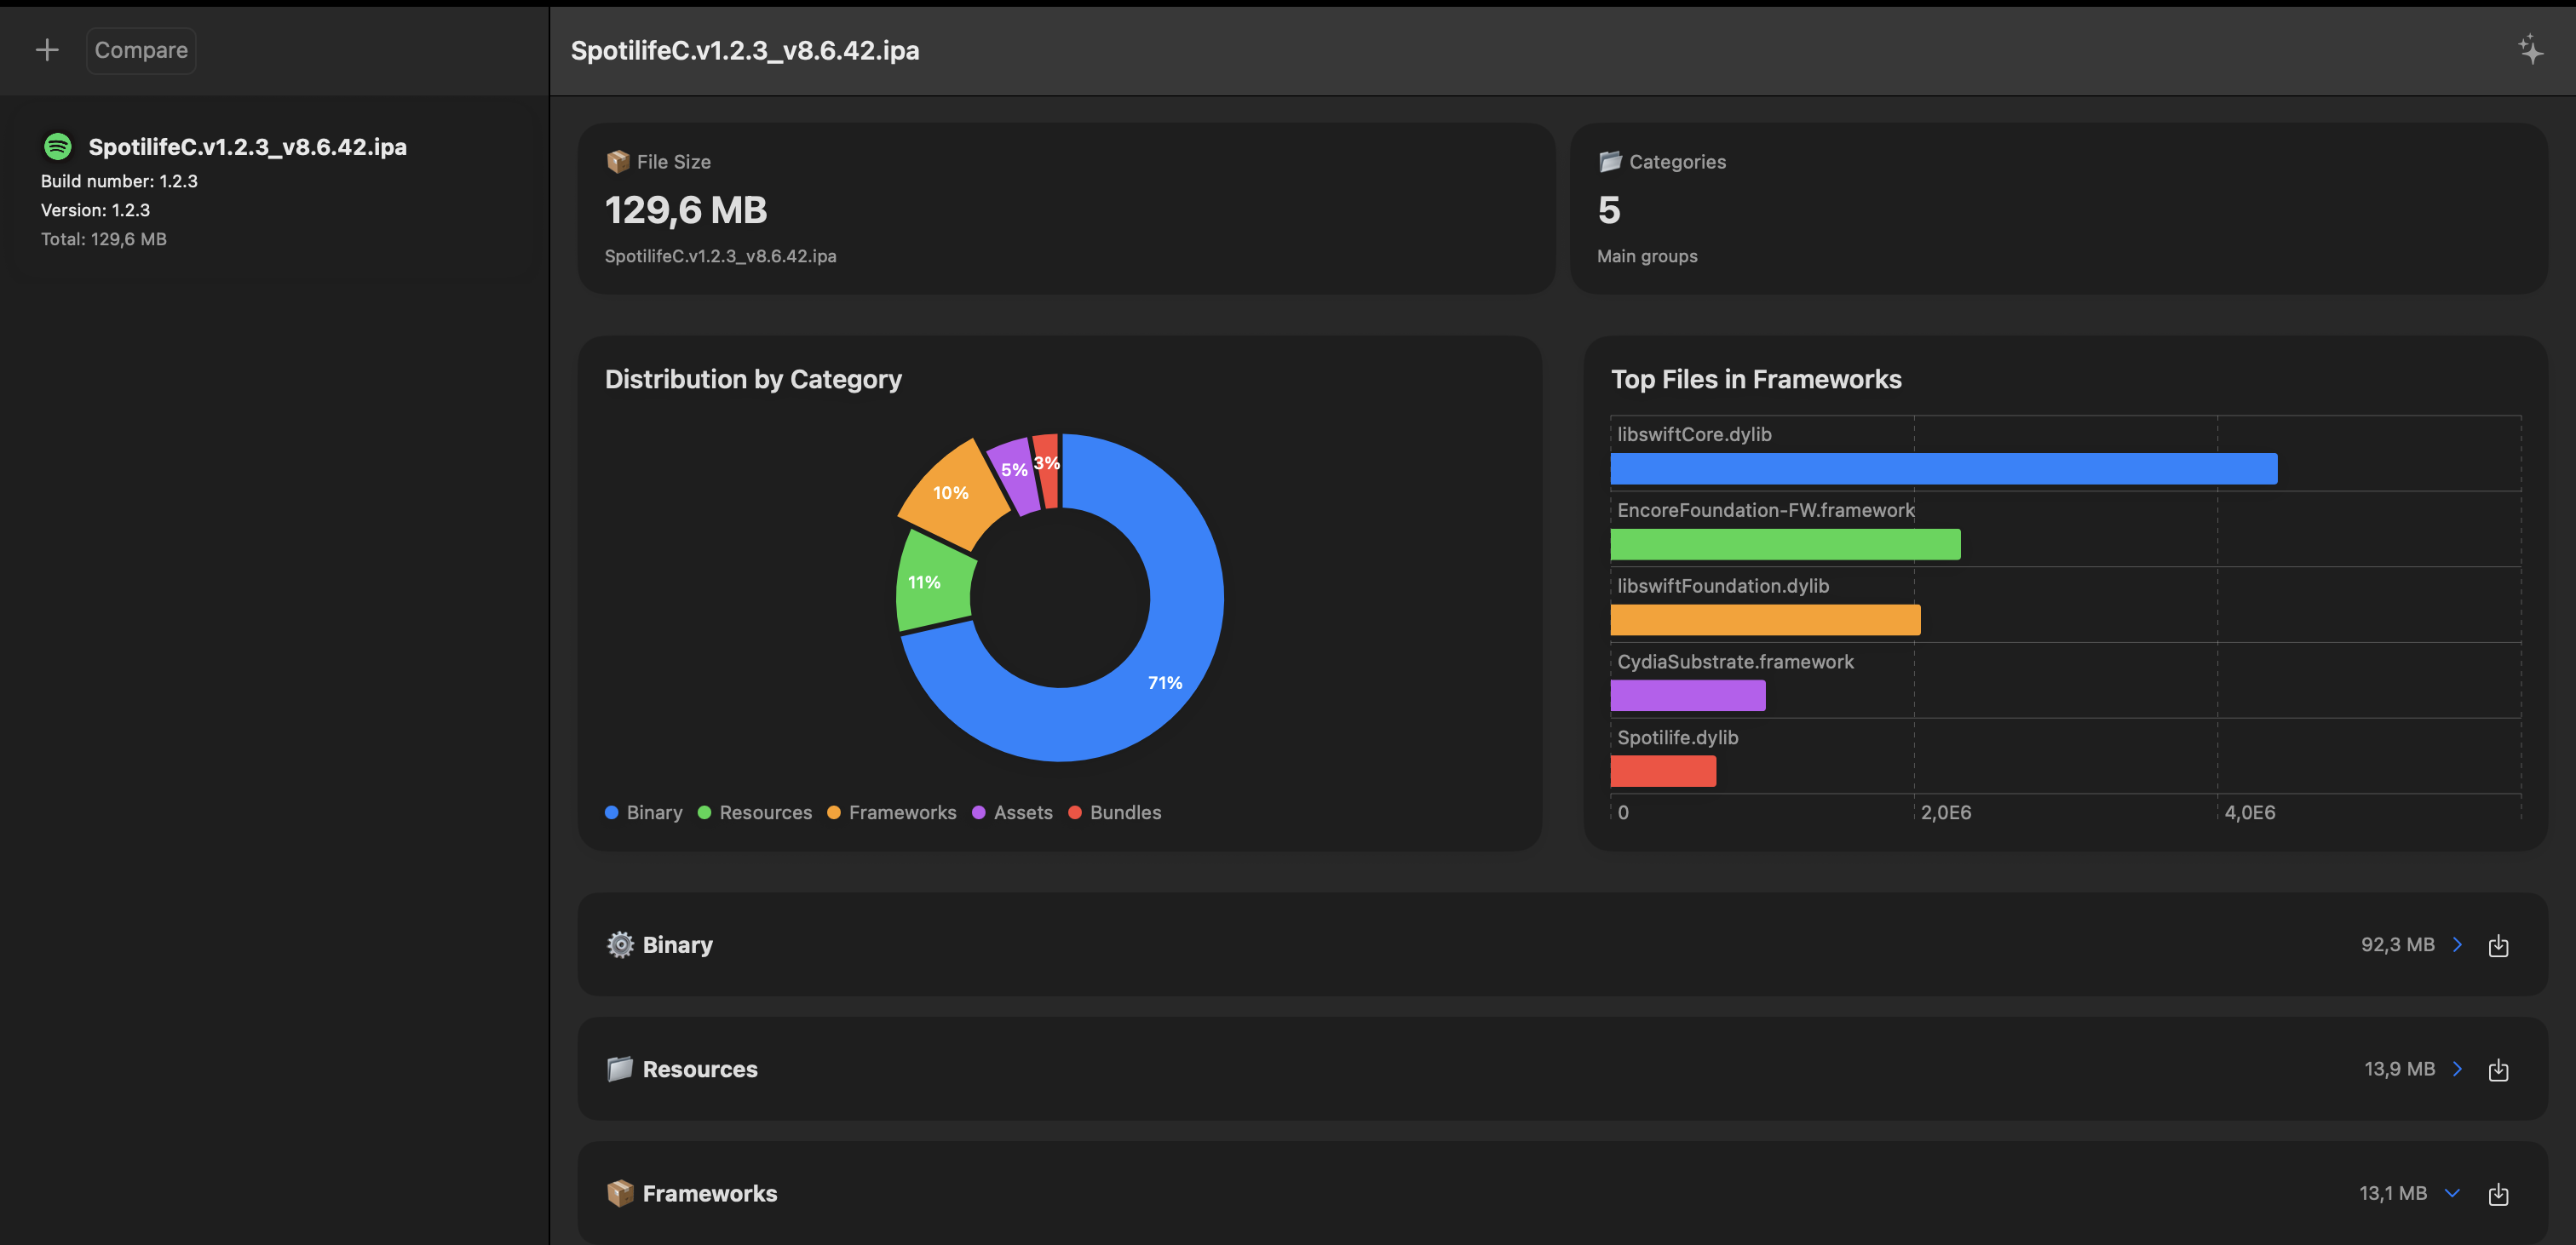 Compare
SpotilifeC.v1.2.3_v8.6.42.ipa
SpotilifeC.v1.2.3_v8.6.42.ipa
Build number: 1.2.3
Version: 1.2.3
Total: 129,6 MB
File Size
129,6 MB
SpotilifeC.v1.2.3_v8.6.42.ipa
Categories
5
Main groups
Distribution by Category
3%
5%
10%
11%
71%
Binary Resources Frameworks Assets Bundles
Top Files in Frameworks
libswiftCore.dylib
EncoreFoundation-FW.framework
libswiftFoundation.dylib
CydiaSubstrate.framework
Spotilife.dylib
0 2,0E6 4,0E6
Binary 92,3 MB
Resources 13,9 MB
Frameworks 13,1 MB